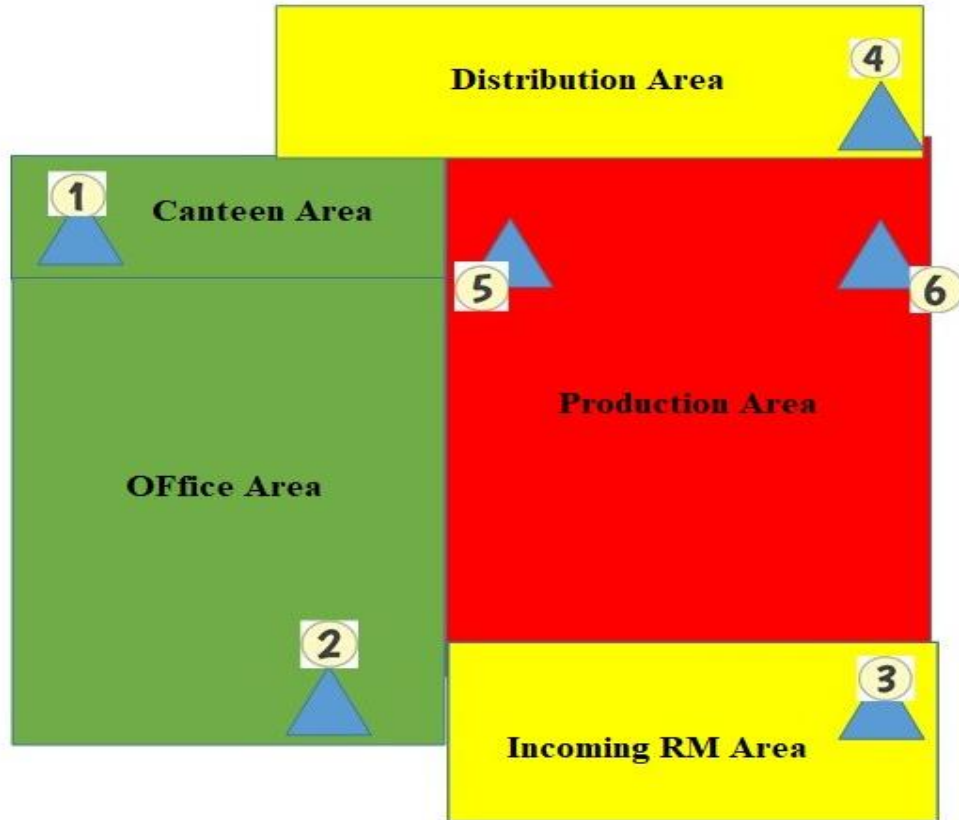 Distribution Area
4
1
Canteen Area
5
6
Production Area
OFfice Area
2
3
Incoming RM Area